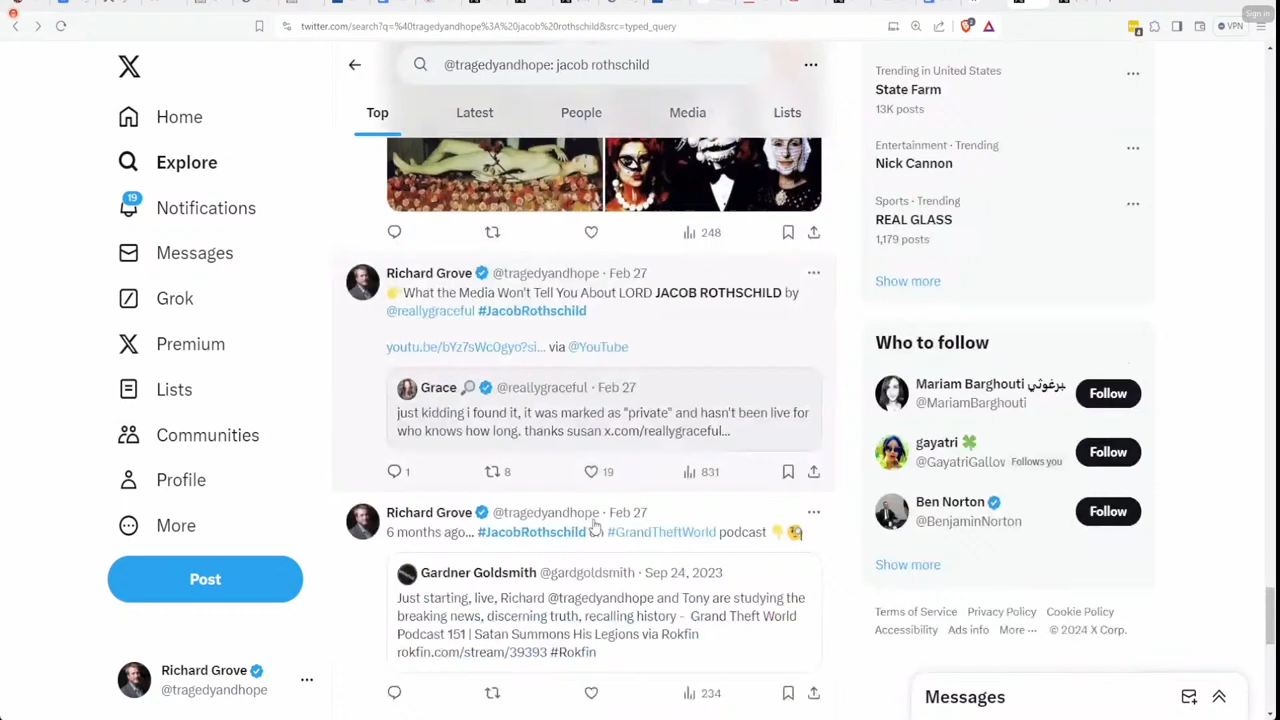 Sign in
twitter.com/search?q=%40tragedyandhope%3A%20jacob%20rothschild&src=typed_query
VPN
@tragedyandhope: jacob rothschild
Top
Latest
People
Media
Lists
Home
Explore
19
Notifications
Messages
Grok
Premium
Lists
Communities
Profile
More
Post
Richard Grove
@tragedyandhope
248
Richard Grove @tragedyandhope · Feb 27
What the Media Won't Tell You About LORD JACOB ROTHSCHILD by
@reallygraceful #JacobRothschild
youtu.be/bYz7sWc0gyo?si... via @YouTube
Grace @reallygraceful · Feb 27
just kidding i found it, it was marked as "private" and hasn't been live for
who knows how long. thanks susan x.com/reallygraceful...
1
8
19
831
Richard Grove @tragedyandhope · Feb 27
6 months ago... #JacobRothschild #GrandTheftWorld podcast
Gardner Goldsmith @gardgoldsmith · Sep 24, 2023
Just starting, live, Richard @tragedyandhope and Tony are studying the
breaking news, discerning truth, recalling history - Grand Theft World
Podcast 151 | Satan Summons His Legions via Rokfin
rokfin.com/stream/39393 #Rokfin
234
Trending in United States
State Farm
13K posts
Entertainment · Trending
Nick Cannon
Sports · Trending
REAL GLASS
1,179 posts
Show more
Who to follow
Mariam Barghouti
@MariamBarghouti
Follow
gayatri
@GayatriGallov Follows you
Follow
Ben Norton
@BenjaminNorton
Follow
Show more
Terms of Service Privacy Policy Cookie Policy
Accessibility Ads info More ··· © 2024 X Corp.
Messages